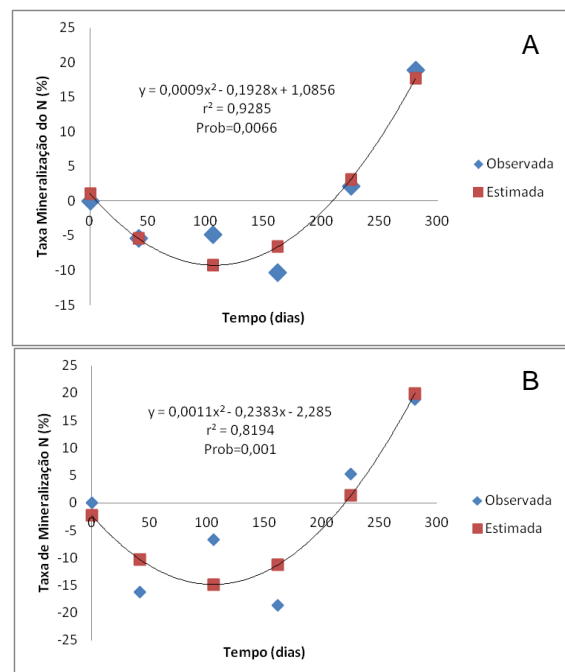 A
y = 0,0009x² - 0,1928x + 1,0856
r² = 0,9285
Prob=0,0066
Taxa Mineralização do N (%)
20
15
10
5
0
-5
-10
-15
0
50
100
150
200
250
300
Tempo (dias)
Observada
Estimada
B
y = 0,0011x² - 0,2383x - 2,285
r² = 0,8194
Prob=0,001
Taxa de Mineralização N (%)
25
20
15
10
5
0
-5
-10
-15
-20
-25
0
50
100
150
200
250
300
Tempo (dias)
Observada
Estimada